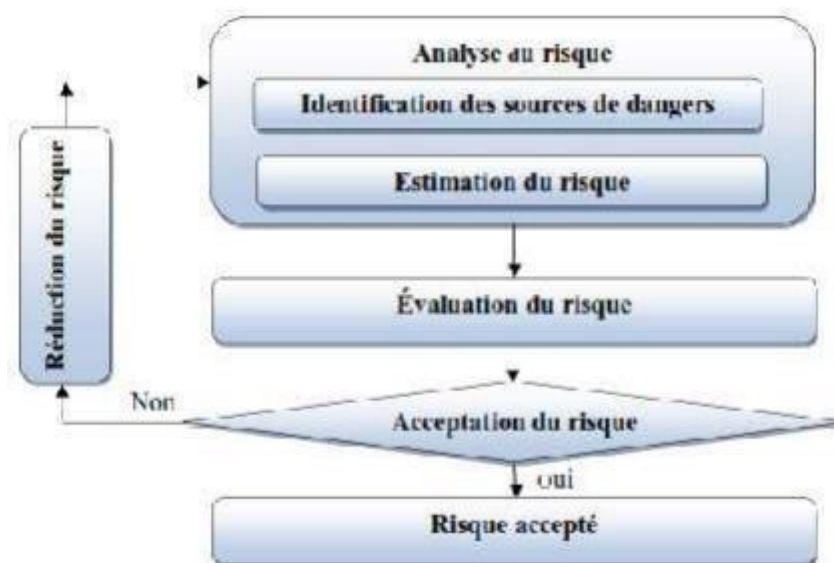 Analyse au risque
Identification des sources de dangers
Estimation du risque
Réduction du risque
Évaluation du risque
Non
Acceptation du risque
oui
Risque accepté